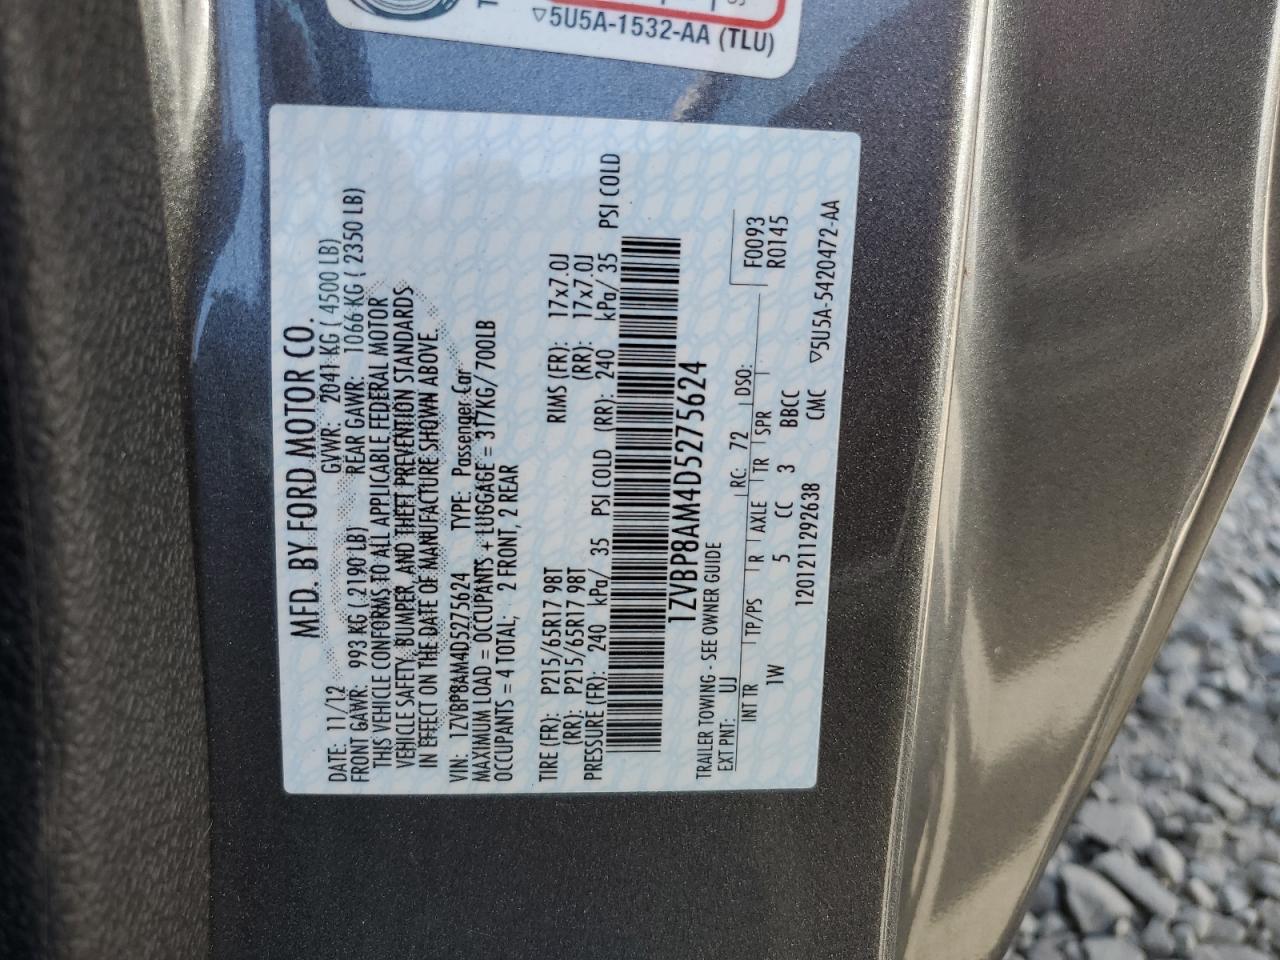 5U5A-1532-AA (TLU)
MFD. BY FORD MOTOR CO.
DATE: 11/12 GVWR: 2041 KG ( 4500 LB)
FRONT GAWR: 993 KG ( 2190 LB) REAR GAWR: 1066 KG ( 2350 LB)
THIS VEHICLE CONFORMS TO ALL APPLICABLE FEDERAL MOTOR
VEHICLE SAFETY, BUMPER, AND THEFT PREVENTION STANDARDS
IN EFFECT ON THE DATE OF MANUFACTURE SHOWN ABOVE.
VIN: 1ZVBP8AM4D5275624 TYPE: Passenger Car
MAXIMUM LOAD = OCCUPANTS + LUGGAGE = 317KG/ 700LB
OCCUPANTS = 4 TOTAL; 2 FRONT, 2 REAR
TIRE (FR): P215/65R17 98T RIMS (FR): 17x7.0J
(RR): P215/65R17 98T (RR): 17x7.0J
PRESSURE (FR): 240 kPa/ 35 PSI COLD (RR): 240 kPa/ 35 PSI COLD
1ZVBP8AM4D5275624
TRAILER TOWING - SEE OWNER GUIDE
EXT PNT: UJ RC: 72 DSO: F0093
INT TR TP/PS R AXLE TR SPR R0145
1W 5 CC 3 BBCC
1201211292638 CMC 5U5A-5420472-AA